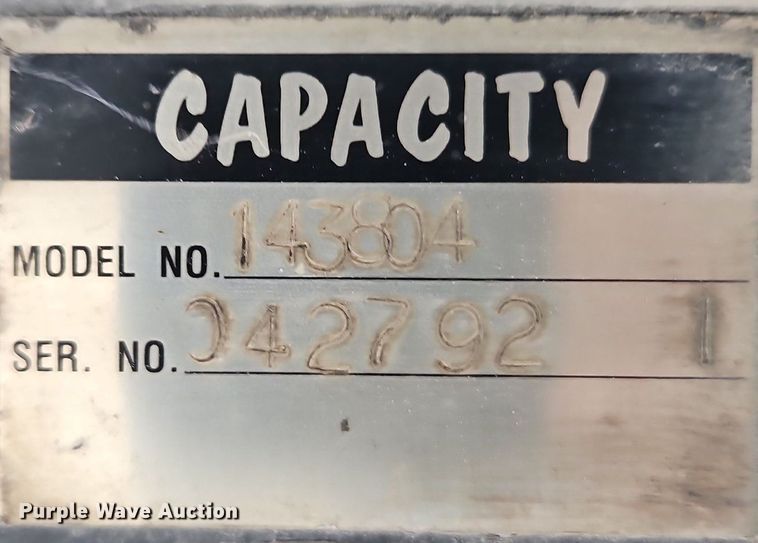 CAPACITY
MODEL NO. 143804
SER. NO. 042792 1
Purple Wave Auction